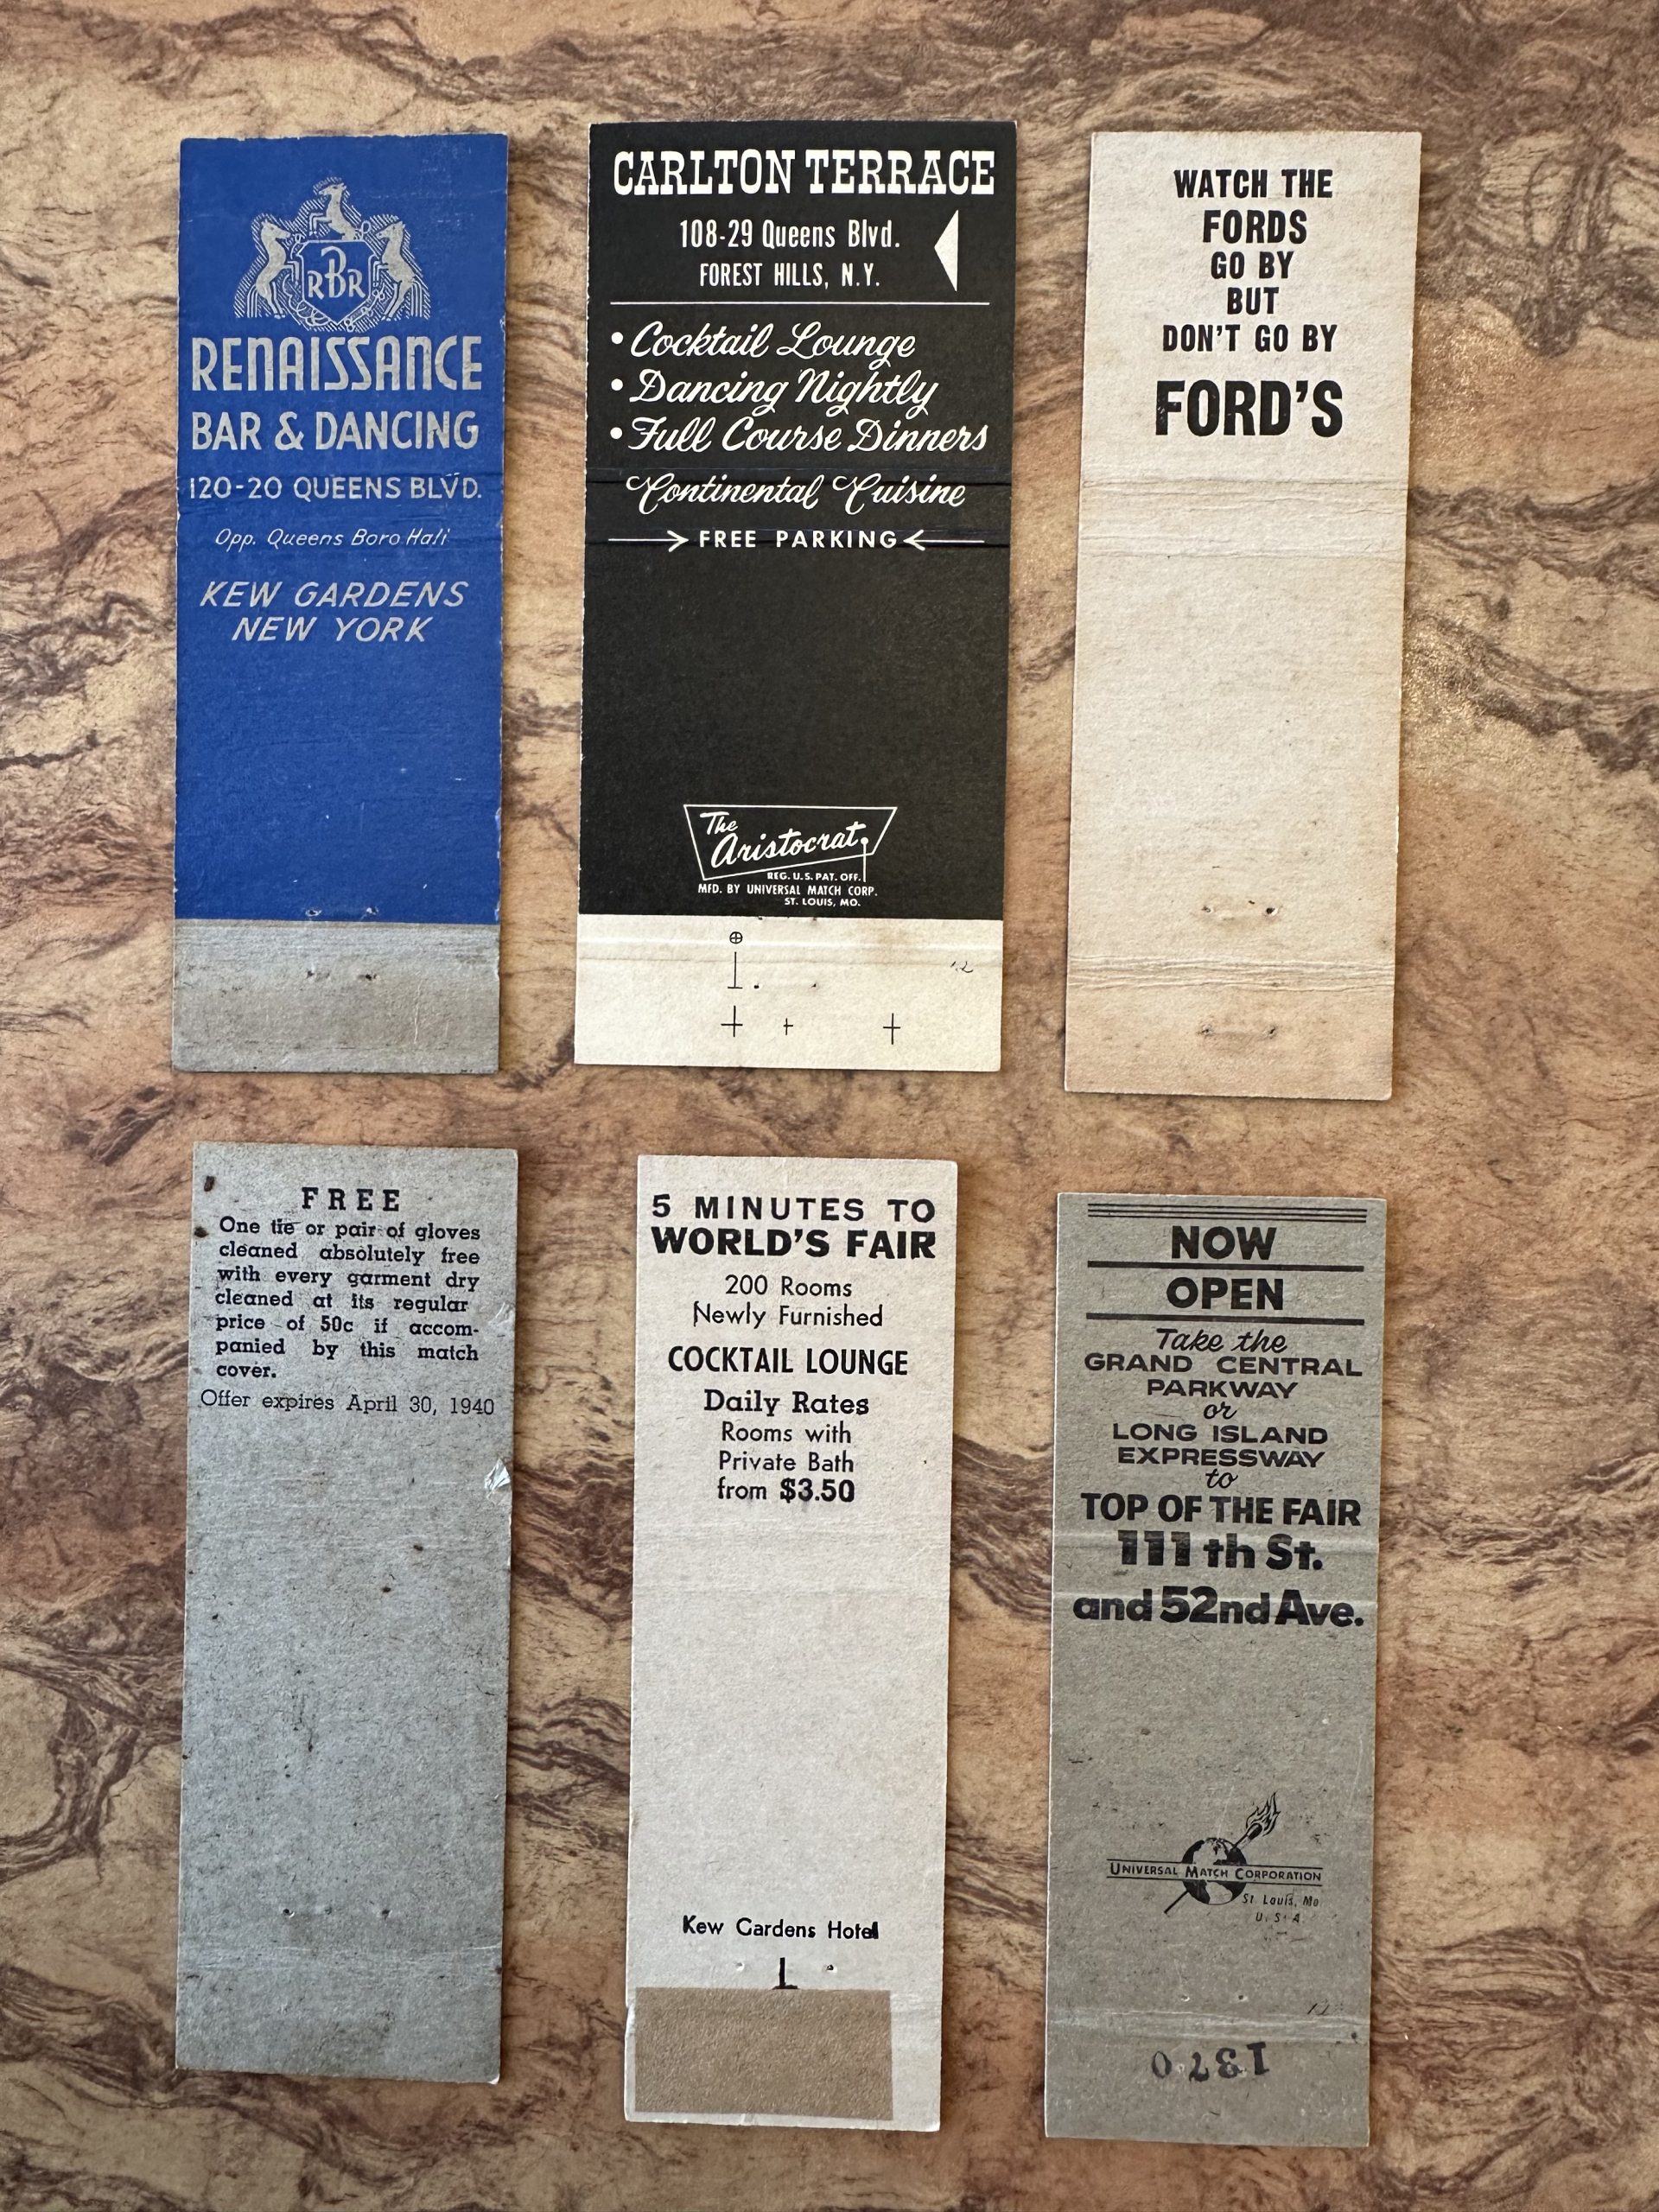 RBR
RENAISSANCE
BAR & DANCING
120-20 QUEENS BLVD.
Opp. Queens Boro Hall
KEW GARDENS
NEW YORK
CARLTON TERRACE
108-29 Queens Blvd.
FOREST HILLS, N.Y.
• Cocktail Lounge
• Dancing Nightly
• Full Course Dinners
Continental Cuisine
FREE PARKING
The
Aristocrat
REG. U.S. PAT. OFF.
MFD. BY UNIVERSAL MATCH CORP.
ST. LOUIS, MO.
WATCH THE
FORDS
GO BY
BUT
DON'T GO BY
FORD'S
FREE
One tie or pair of gloves
cleaned absolutely free
with every garment dry
cleaned at its regular
price of 50c if accom-
panied by this match
cover.
Offer expires April 30, 1940
5 MINUTES TO
WORLD'S FAIR
200 Rooms
Newly Furnished
COCKTAIL LOUNGE
Daily Rates
Rooms with
Private Bath
from $3.50
Kew Gardens Hotel
NOW
OPEN
Take the
GRAND CENTRAL
PARKWAY
or
LONG ISLAND
EXPRESSWAY
to
TOP OF THE FAIR
111th St.
and 52nd Ave.
UNIVERSAL MATCH CORPORATION
St. Louis, Mo
U.S.A